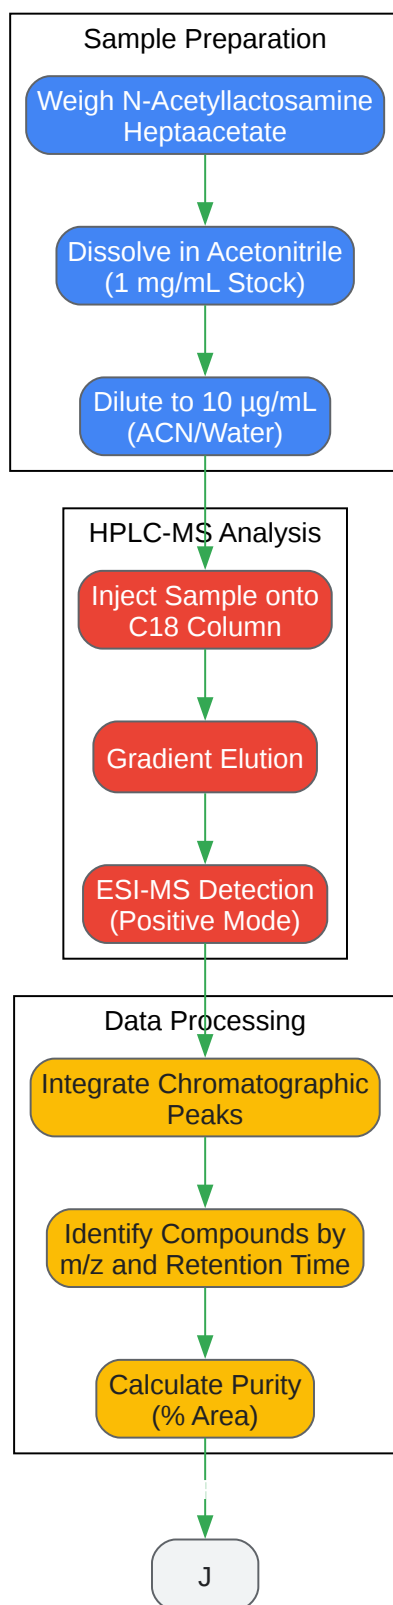 Sample Preparation
Weigh N-Acetyllactosamine
Heptaacetate
Dissolve in Acetonitrile
(1 mg/mL Stock)
Dilute to 10 µg/mL
(ACN/Water)
HPLC-MS Analysis
Inject Sample onto
C18 Column
Gradient Elution
ESI-MS Detection
(Positive Mode)
Data Processing
Integrate Chromatographic
Peaks
Identify Compounds by
m/z and Retention Time
Calculate Purity
(% Area)
J